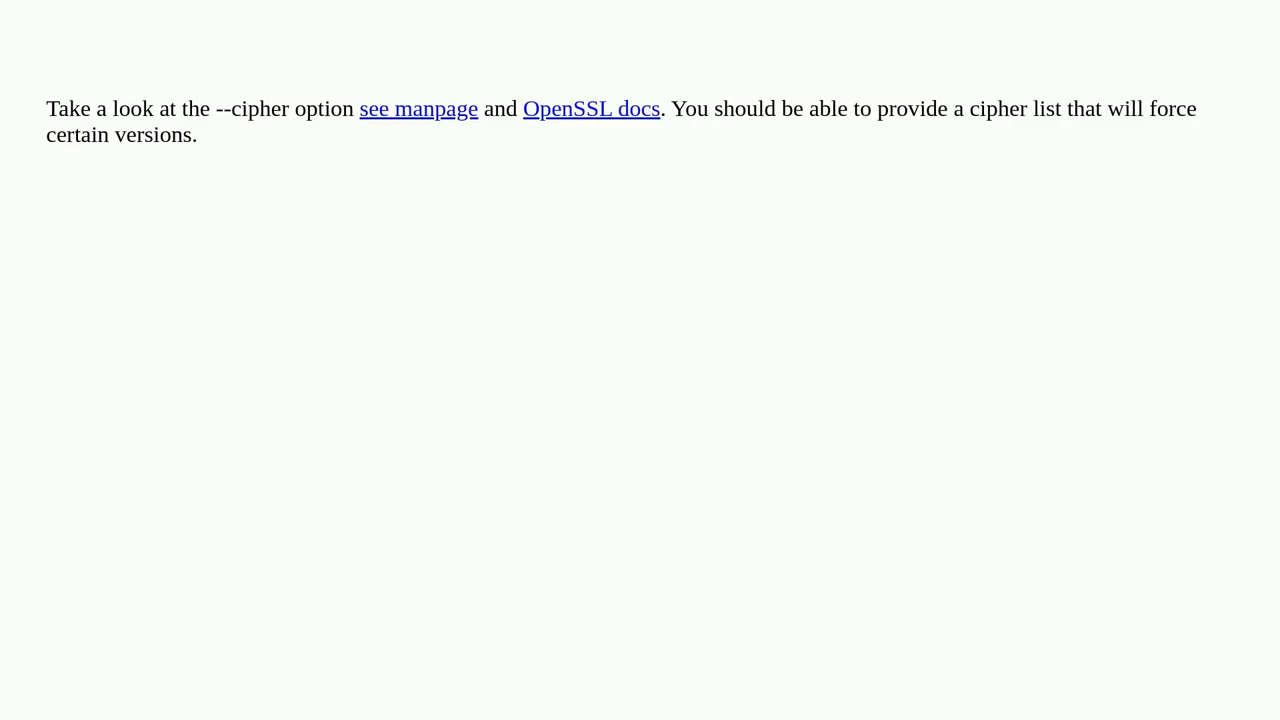 Take a look at the --cipher option see manpage and OpenSSL docs. You should be able to provide a cipher list that will force
certain versions.